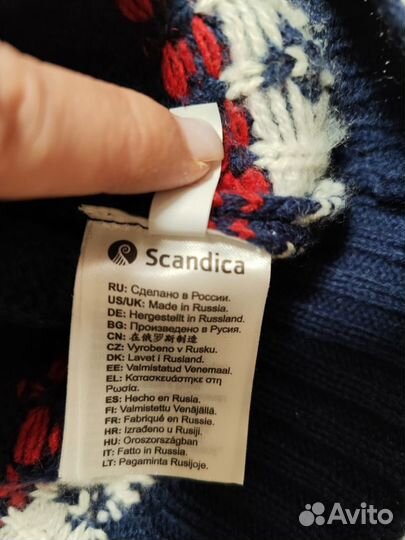 Scandica
RU: Сделано в России.
US/UK: Made in Russia.
DE: Hergestellt in Russland.
BG: Произведено в Русия.
CN: 在俄罗斯制造
CZ: Vyrobeno v Rusku.
DK: Lavet i Rusland.
EE: Valmistatud Venemaal.
EL: Κατασκευάστηκε στη
Ρωσία.
ES: Hecho en Rusia.
FI: Valmistettu Venäjällä.
FR: Fabriqué en Russie.
HR: Izrađeno u Rusiji.
HU: Oroszországban
IT: Fatto in Russia.
LT: Pagaminta Rusijoje.
Avito